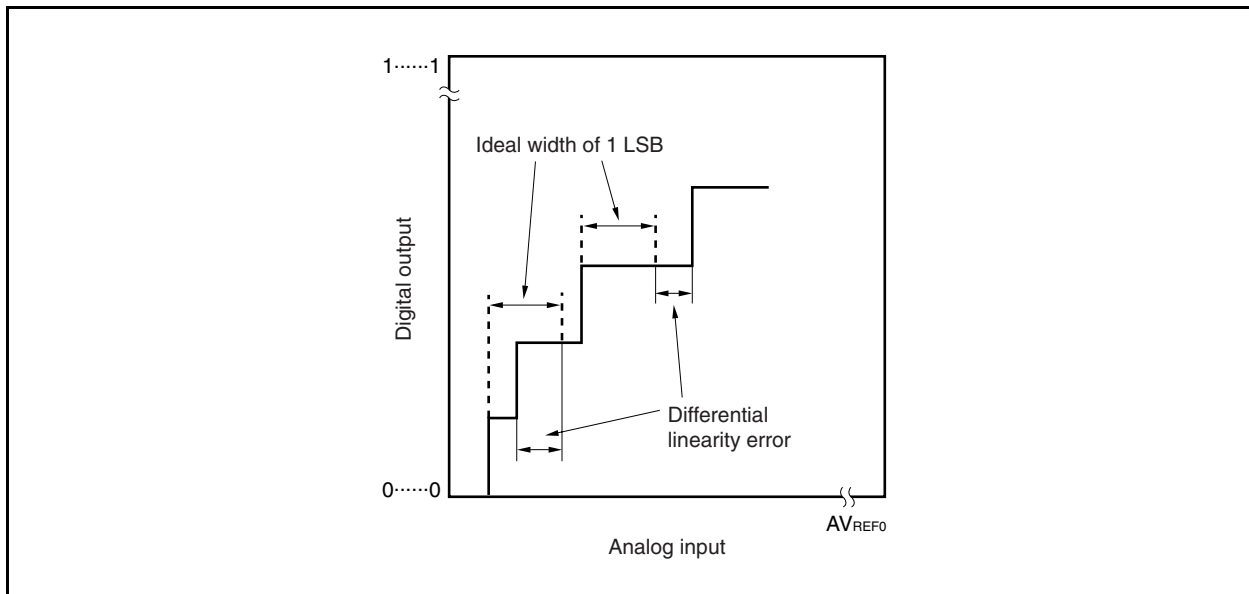 1······1
Ideal width of 1 LSB
Digital output
Differential
linearity error
0······0
AVREF0
Analog input